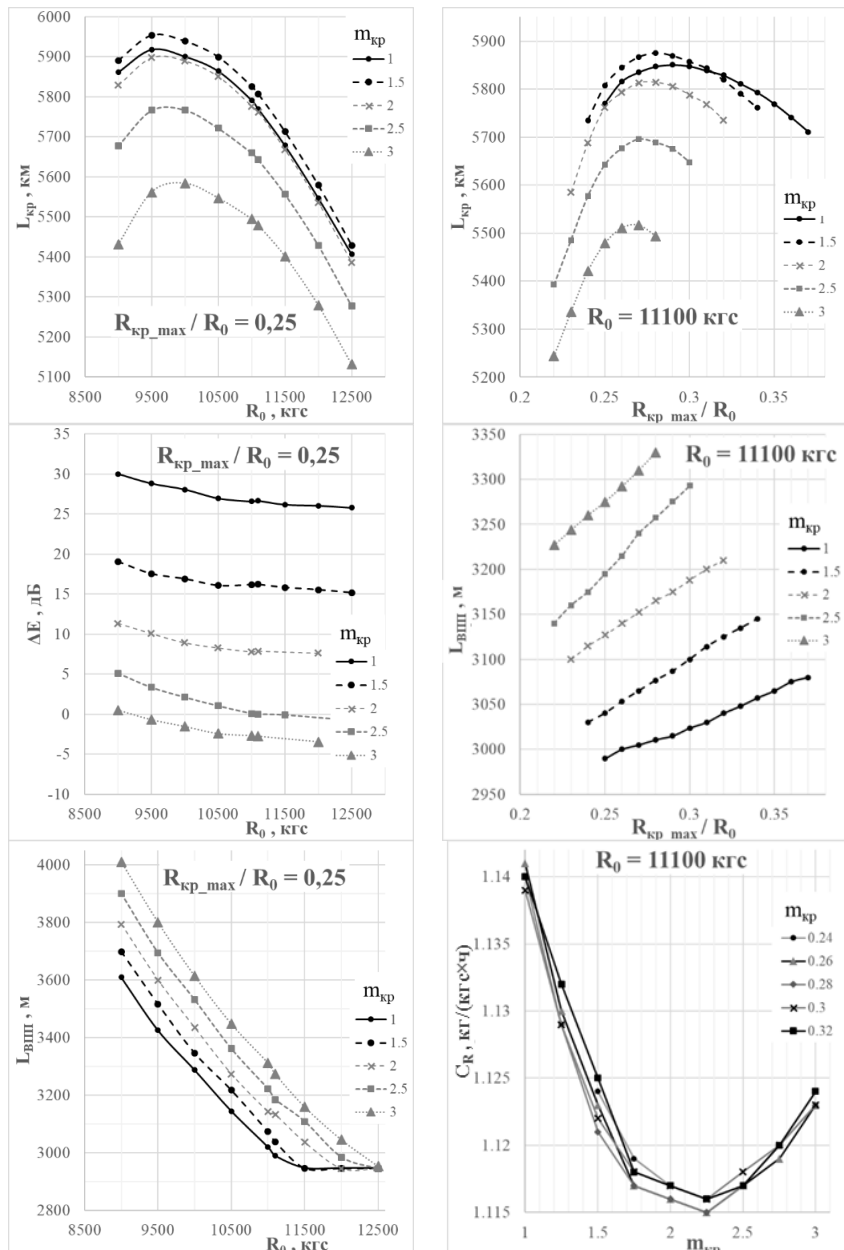 6000
5900
5800
5700
5600
5500
5400
5300
5200
5100
L кр , км
8500 9500 10500 11500 12500
R0 , кгс
Rкр_max / R0 = 0,25
mкр
1
1.5
2
2.5
3
5900
5800
5700
5600
5500
5400
5300
5200
Lкр , км
0.2 0.25 0.3 0.35
Rкр_max/ R0
R0 = 11100 кгс
mкр
1
1.5
2
2.5
3
35
30
25
20
15
10
5
0
-5
-10
ΔE , дБ
8500 9500 10500 11500 12500
R0 , кгс
Rкр_max / R0 = 0,25
mкр
1
1.5
2
2.5
3
3350
3300
3250
3200
3150
3100
3050
3000
2950
LВПП , м
0.2 0.25 0.3 0.35
Rкр_max/ R0
R0 = 11100 кгс
mкр
1
1.5
2
2.5
3
4000
3800
3600
3400
3200
3000
2800
LВПП , м
8500 9500 10500 11500 12500
R0 , кгс
Rкр_max / R0 = 0,25
mкр
1
1.5
2
2.5
3
1.14
1.135
1.13
1.125
1.12
1.115
CR , кг/(кгс×ч)
1 1.5 2 2.5 3
mкр
R0 = 11100 кгс
mкр
0.24
0.26
0.28
0.3
0.32